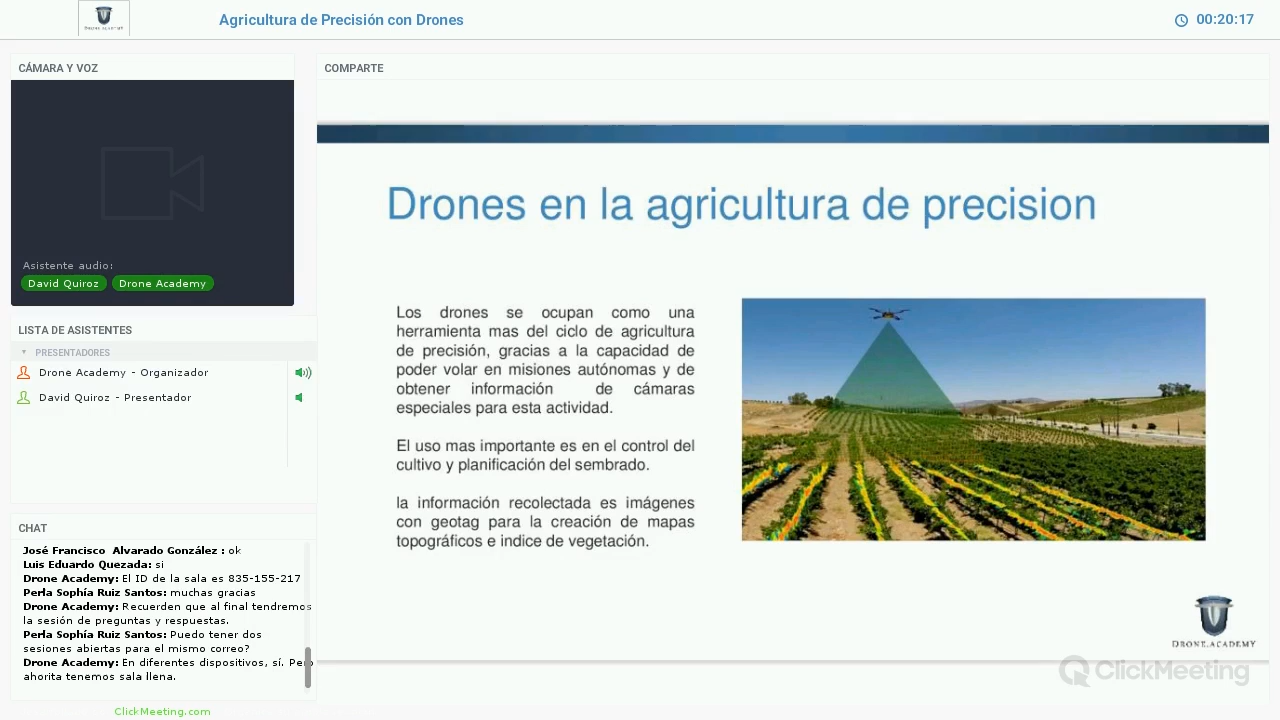 DRONE.ACADEMY
Agricultura de Precisión con Drones
00:20:17
CÁMARA Y VOZ
Asistente audio:
David Quiroz
Drone Academy
LISTA DE ASISTENTES
PRESENTADORES
Drone Academy - Organizador
David Quiroz - Presentador
CHAT
José Francisco Alvarado González : ok
Luis Eduardo Quezada: si
Drone Academy: El ID de la sala es 835-155-217
Perla Sophía Ruiz Santos: muchas gracias
Drone Academy: Recuerden que al final tendremos
la sesión de preguntas y respuestas.
Perla Sophía Ruiz Santos: Puedo tener dos
sesiones abiertas para el mismo correo?
Drone Academy: En diferentes dispositivos, sí. Pero
ahorita tenemos sala llena.
ClickMeeting.com
COMPARTE
Drones en la agricultura de precision
Los drones se ocupan como una
herramienta mas del ciclo de agricultura
de precisión, gracias a la capacidad de
poder volar en misiones autónomas y de
obtener información de cámaras
especiales para esta actividad.
El uso mas importante es en el control del
cultivo y planificación del sembrado.
la información recolectada es imágenes
con geotag para la creación de mapas
topográficos e indice de vegetación.
DRONE.ACADEMY
ClickMeeting